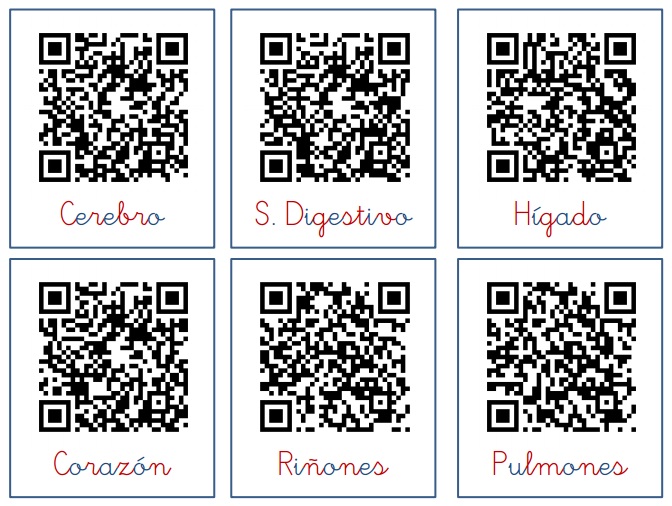 Cerebro
S. Digestivo
Hígado
Corazón
Riñones
Pulmones